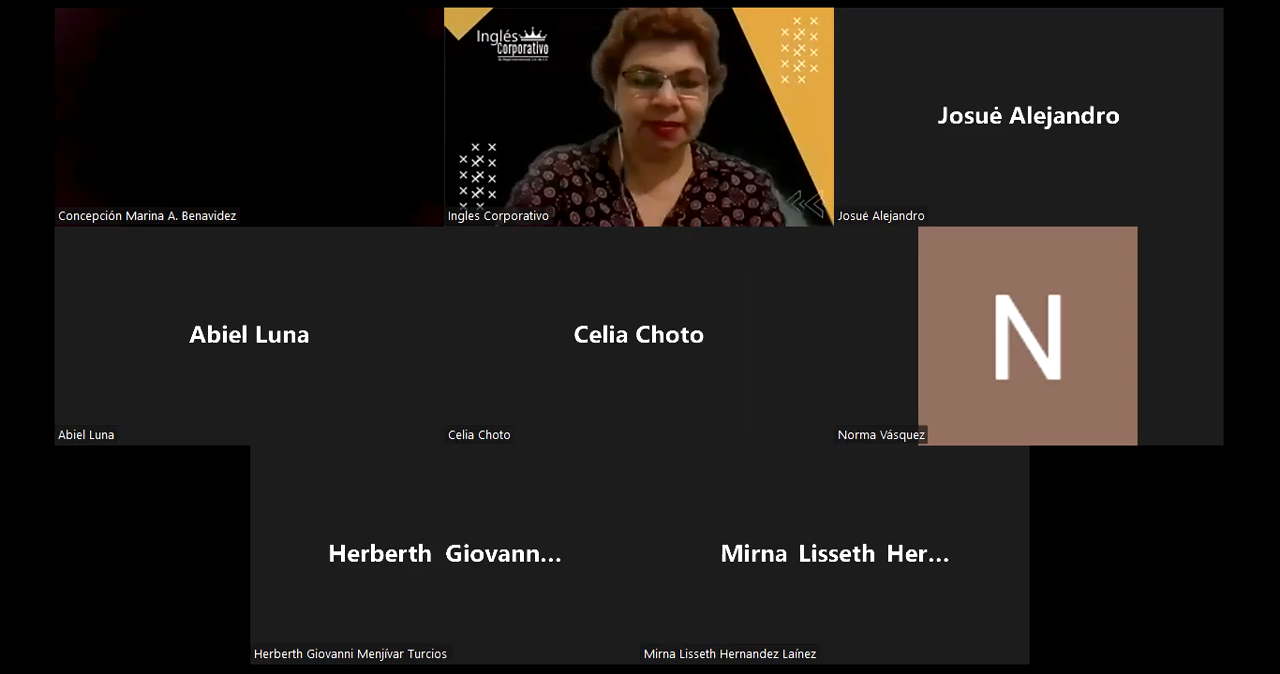 Inglés
Corporativo
Concepción Marina A. Benavidez
Ingles Corporativo
Josué Alejandro
Josué Alejandro
Abiel Luna
Abiel Luna
Celia Choto
Celia Choto
N
Norma Vásquez
Herberth Giovann...
Herberth Giovanni Menjívar Turcios
Mirna Lisseth Her...
Mirna Lisseth Hernandez Laínez